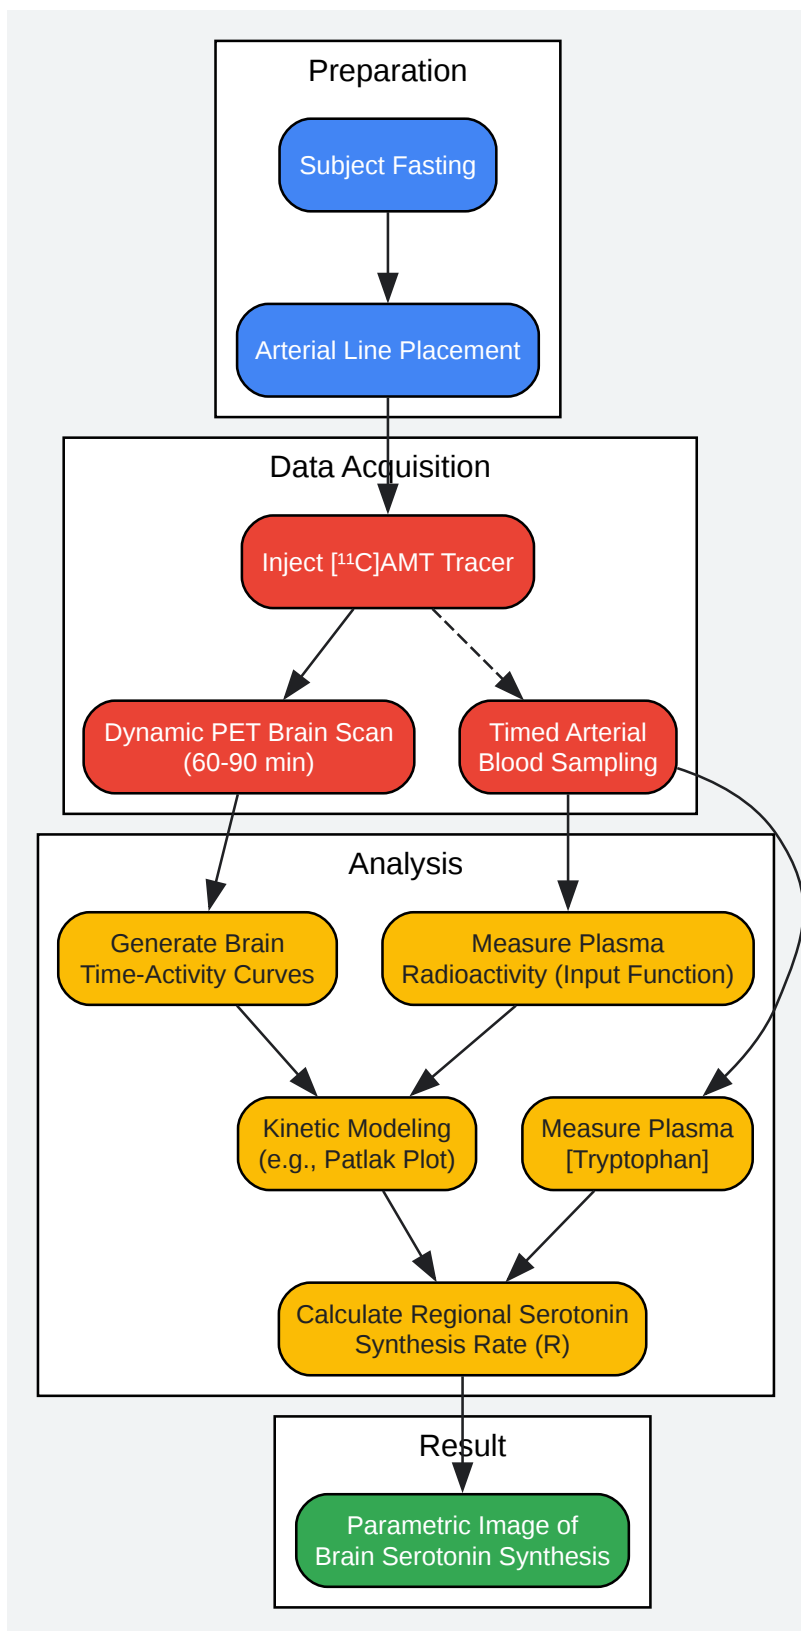 Preparation
Subject Fasting
Arterial Line Placement
Data Acquisition
Inject [¹¹C]AMT Tracer
Dynamic PET Brain Scan
(60-90 min)
Timed Arterial
Blood Sampling
Analysis
Generate Brain
Time-Activity Curves
Measure Plasma
Radioactivity (Input Function)
Kinetic Modeling
(e.g., Patlak Plot)
Measure Plasma
[Tryptophan]
Calculate Regional Serotonin
Synthesis Rate (R)
Result
Parametric Image of
Brain Serotonin Synthesis